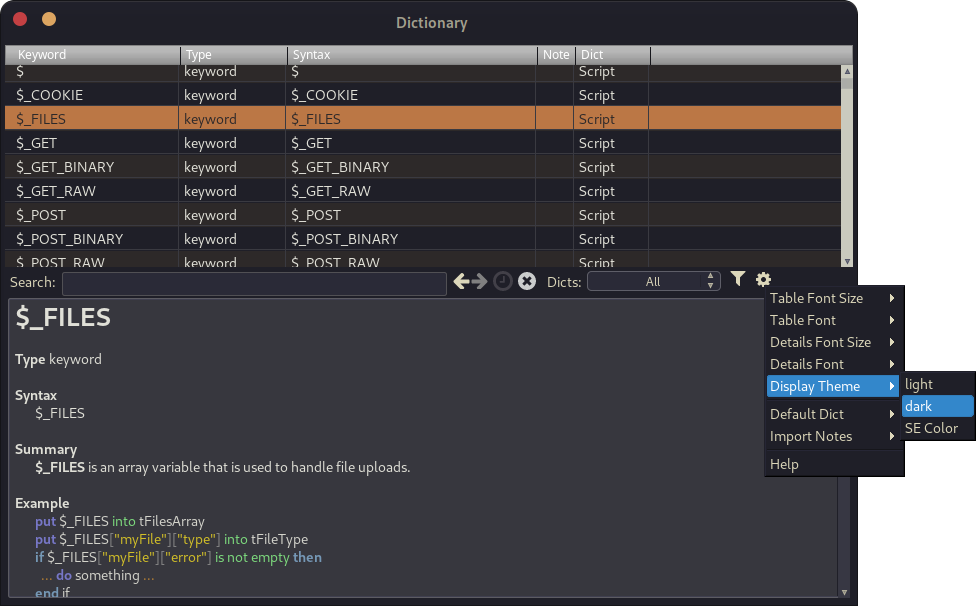 Dictionary
Keyword Type Syntax Note Dict
$ keyword $ Script
$_COOKIE keyword $_COOKIE Script
$_FILES keyword $_FILES Script
$_GET keyword $_GET Script
$_GET_BINARY keyword $_GET_BINARY Script
$_GET_RAW keyword $_GET_RAW Script
$_POST keyword $_POST Script
$_POST_BINARY keyword $_POST_BINARY Script
$_POST_RAW keyword $_POST_RAW Script
Search: Dicts: All
$_FILES
Type keyword
Syntax
$_FILES
Summary
$_FILES is an array variable that is used to handle file uploads.
Example
put $_FILES into tFilesArray
put $_FILES["myFile"]["type"] into tFileType
if $_FILES["myFile"]["error"] is not empty then
... do something ...
end if
Table Font Size
Table Font
Details Font Size
Details Font
Display Theme
Default Dict
Import Notes
Help
light
dark
SE Color